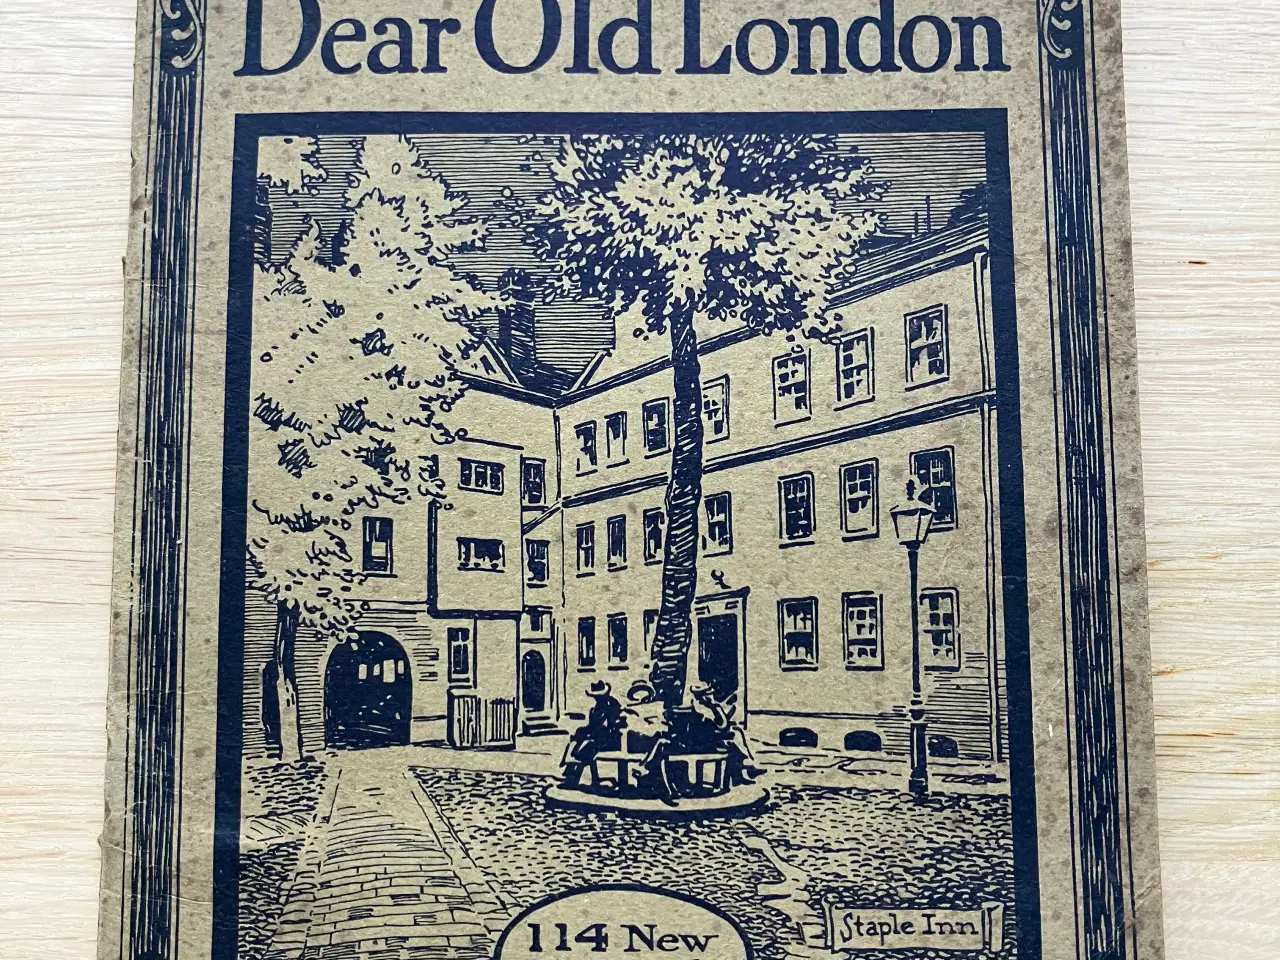 Dear Old London
114 New
Staple Inn